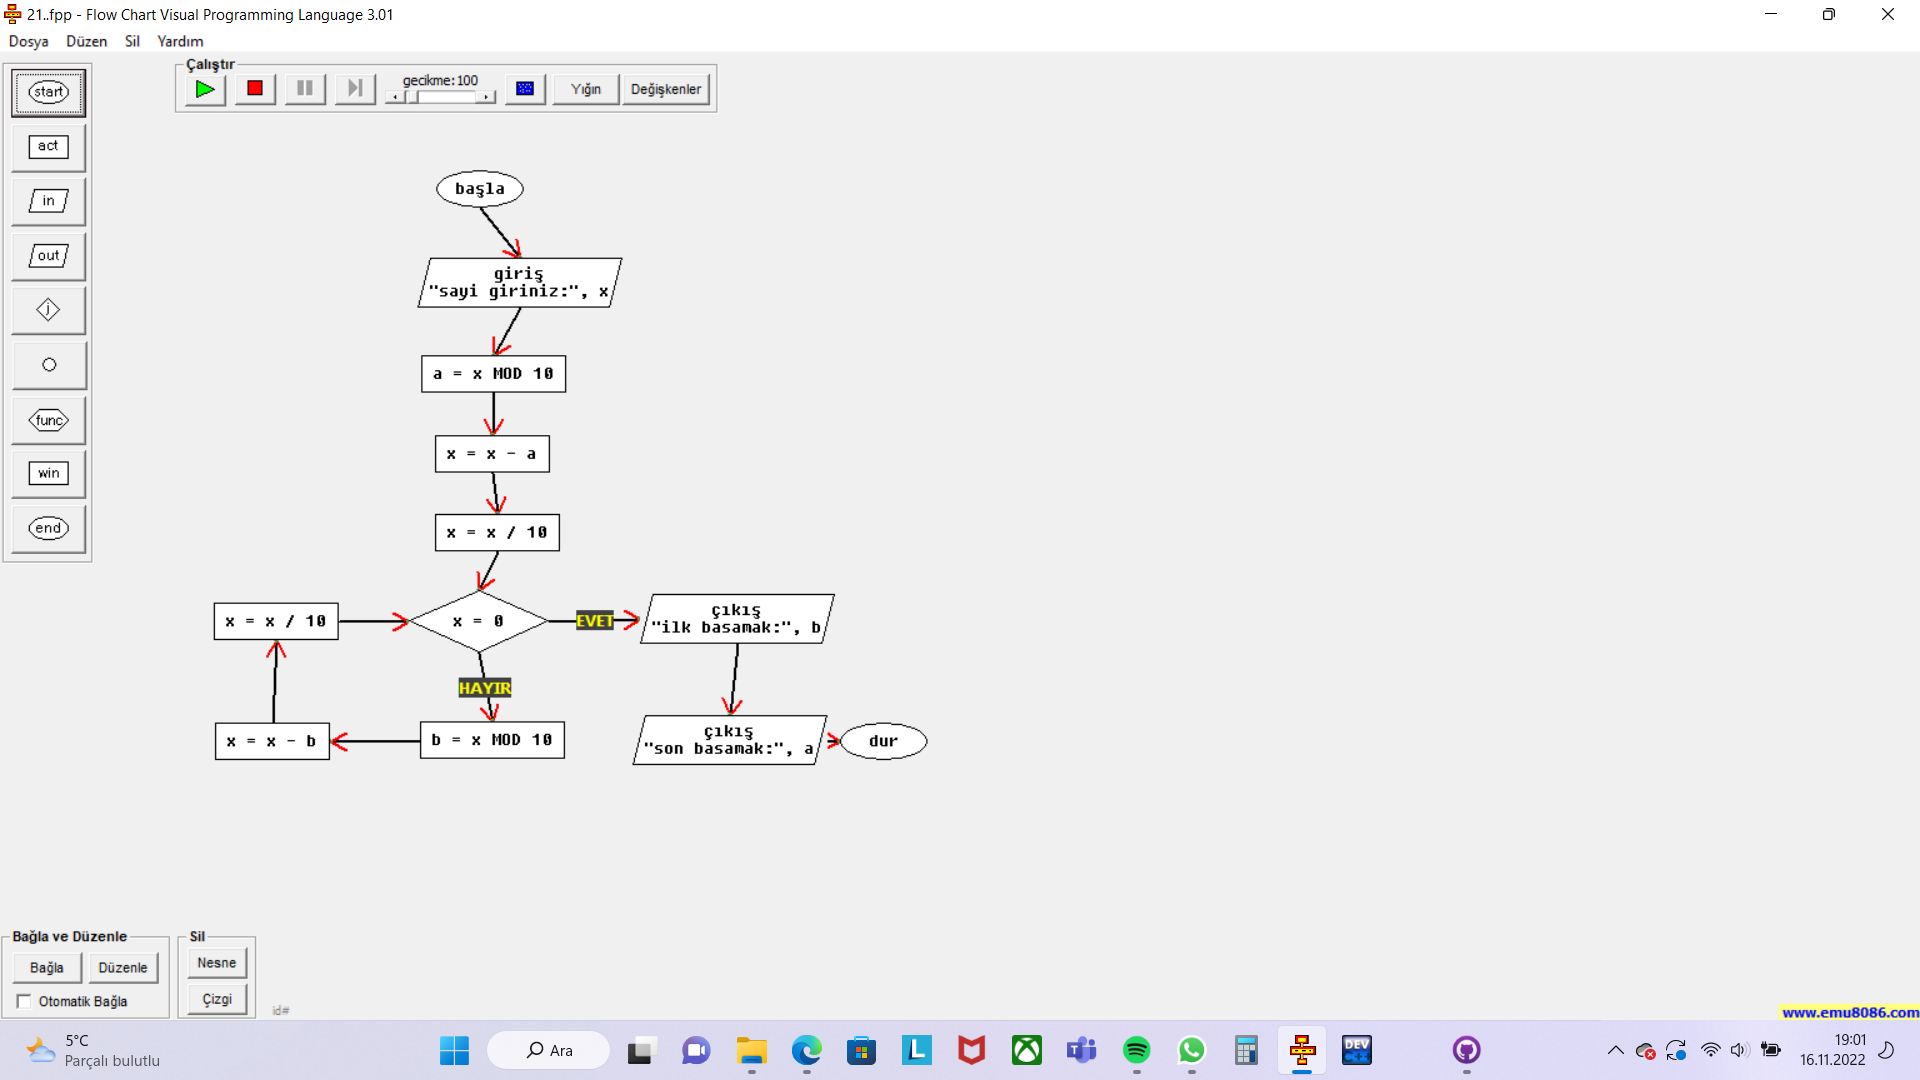 21..fpp - Flow Chart Visual Programming Language 3.01
Dosya Düzen Sil Yardım
Çalıştır
gecikme:100
Yığın
Değişkenler
start
act
in
out
j
func
win
end
başla
giriş
"sayi giriniz:", x
a = x MOD 10
x = x - a
x = x / 10
x = x / 10
x = 0
EVET
çıkış
"ilk basamak:", b
HAYIR
x = x - b
b = x MOD 10
çıkış
"son basamak:", a
dur
Bağla ve Düzenle
Bağla
Düzenle
Otomatik Bağla
Sil
Nesne
Çizgi
id#
www.emu8086.com
5°C
Parçalı bulutlu
Ara
L
DEV
C++
19:01
16.11.2022